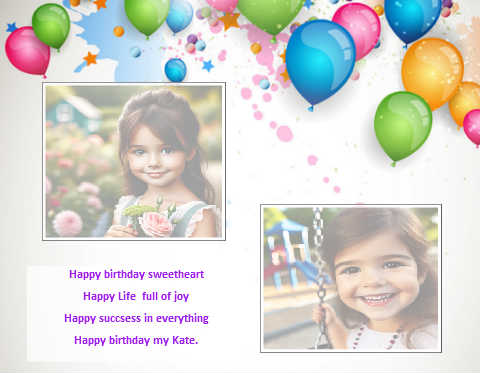 Happy birthday sweetheart
Happy Life  full of joy
Happy succsess in everything
Happy birthday my Kate.